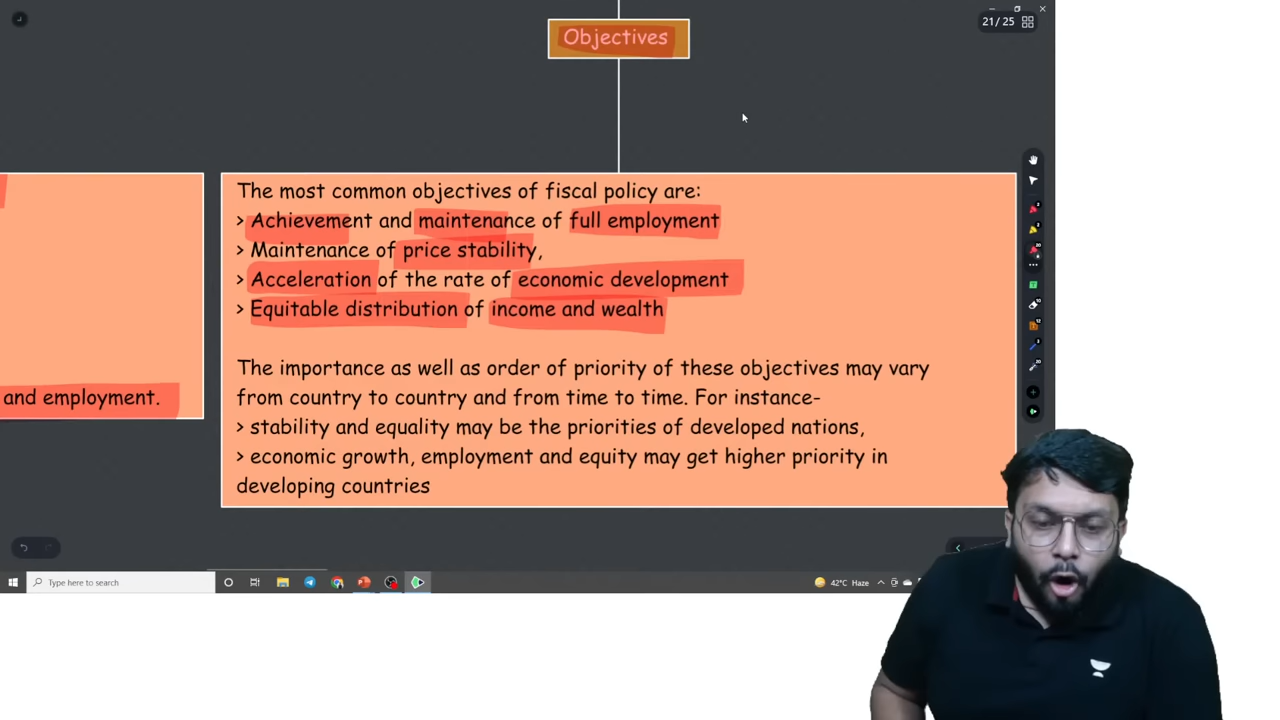 Objectives
21/25
The most common objectives of fiscal policy are:
> Achievement and maintenance of full employment
> Maintenance of price stability,
> Acceleration of the rate of economic development
> Equitable distribution of income and wealth
The importance as well as order of priority of these objectives may vary
from country to country and from time to time. For instance-
> stability and equality may be the priorities of developed nations,
> economic growth, employment and equity may get higher priority in
developing countries
and employment.
Type here to search
42°C Haze